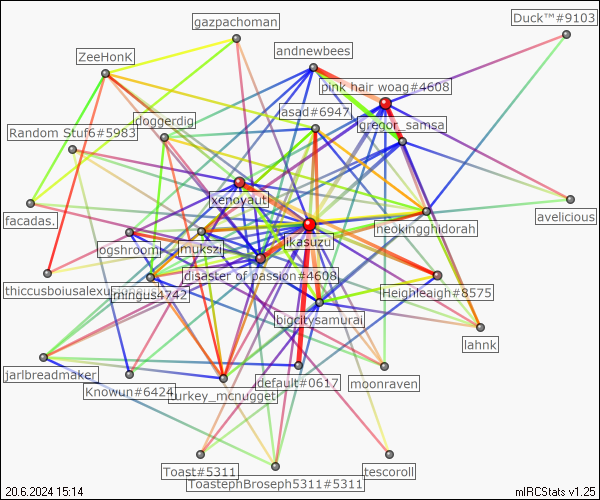 gazpachoman
Duck™#9103
ZeeHonK
andnewbees
pink hair woag#4608
asad#6947
doggerdig
gregor_samsa
Random Stuf6#5983
xenoyaut
facadas.
avelicious
neokingghidorah
ikasuzu
logshroom
mukszi
disaster of passion#4608
thiccusboiusalexu
mingus4742
Heighleaigh#8575
bigcitysamurai
lahnk
jarlbreadmaker
default#0617
moonraven
Knowun#6424
turkey_mcnugget
Toast#5311
tescoroll
ToastephBroseph5311#5311
20.6.2024 15:14
mIRCStats v1.25